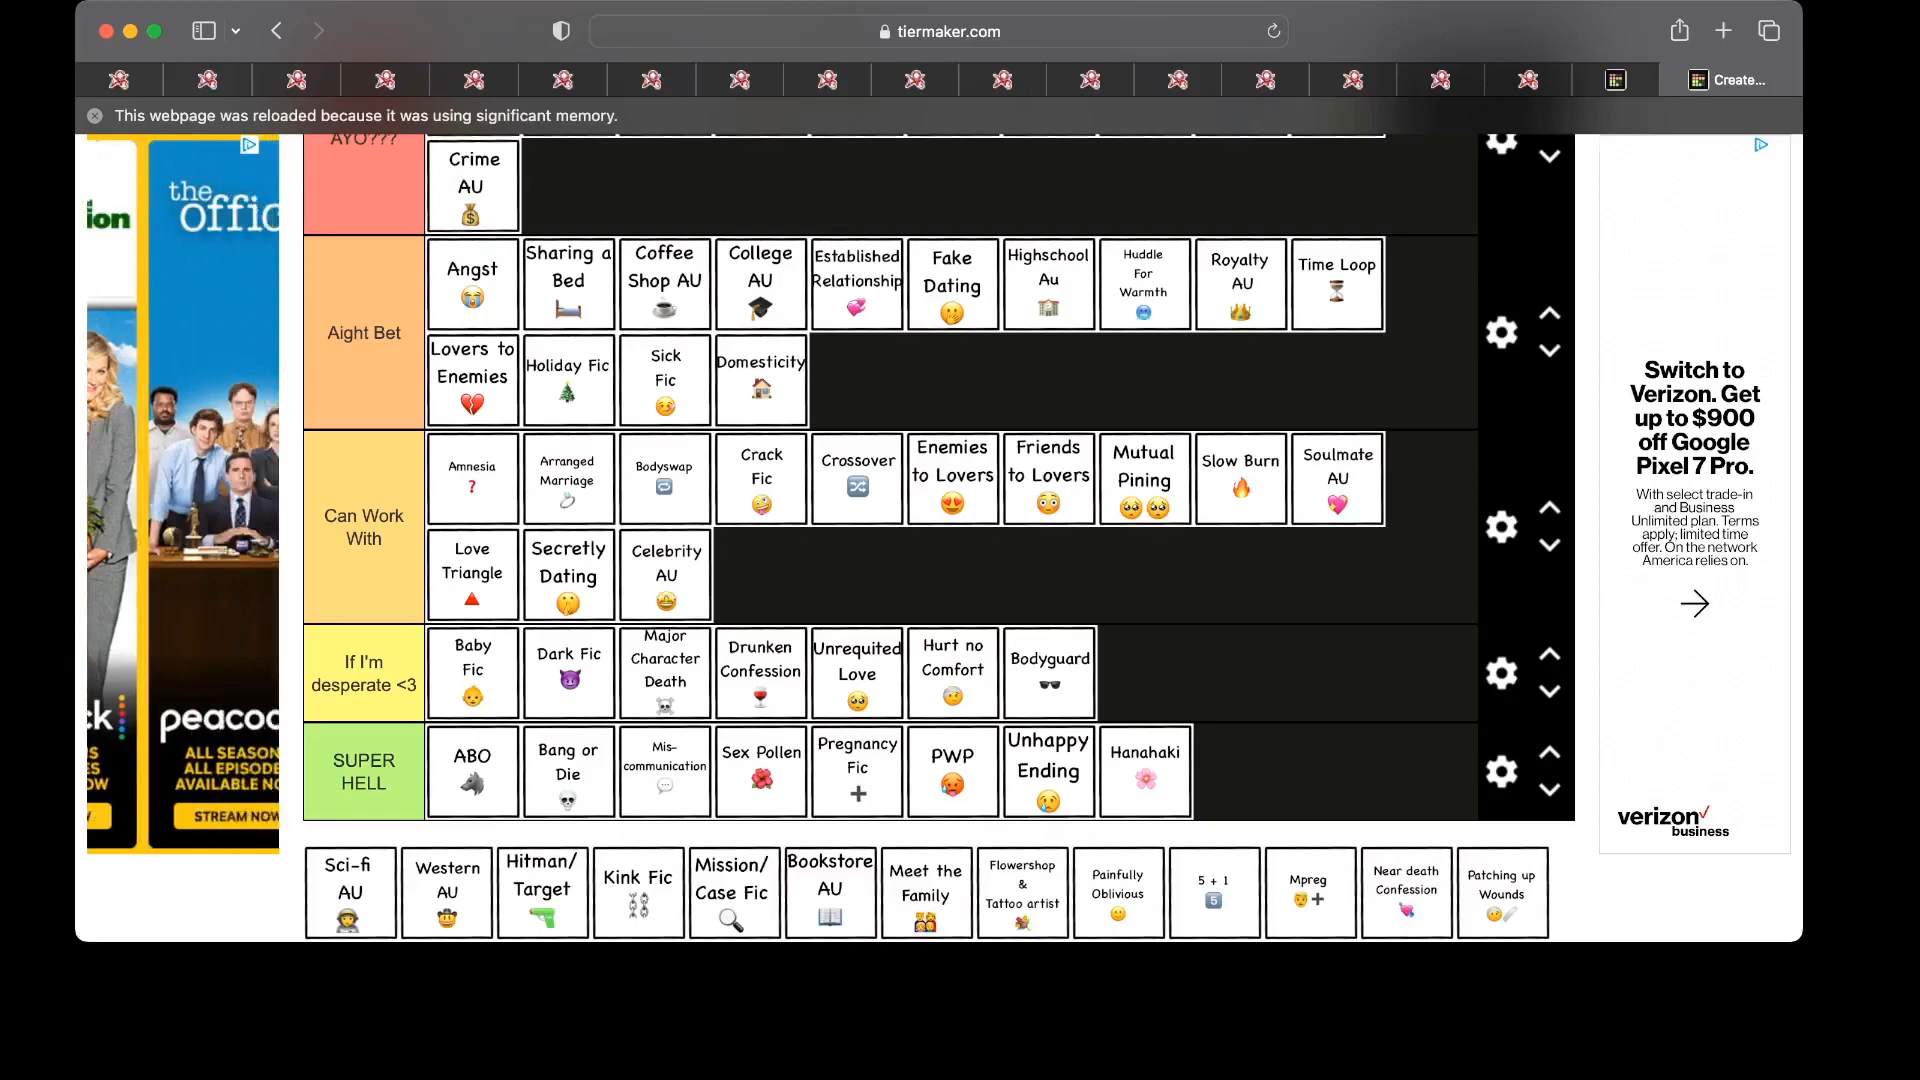 tiermaker.com
Create...
This webpage was reloaded because it was using significant memory.
AYO???
Crime
AU
Aight Bet
Angst
Sharing a
Bed
Coffee
Shop AU
College
AU
Established
Relationship
Fake
Dating
Highschool
Au
Huddle
For
Warmth
Royalty
AU
Time Loop
Lovers to
Enemies
Holiday Fic
Sick
Fic
Domesticity
Can Work
With
Amnesia
?
Arranged
Marriage
Bodyswap
Crack
Fic
Crossover
Enemies
to Lovers
Friends
to Lovers
Mutual
Pining
Slow Burn
Soulmate
AU
Love
Triangle
Secretly
Dating
Celebrity
AU
If I'm
desperate <3
Baby
Fic
Dark Fic
Major
Character
Death
Drunken
Confession
Unrequited
Love
Hurt no
Comfort
Bodyguard
SUPER
HELL
ABO
Bang or
Die
Mis-
communication
Sex Pollen
Pregnancy
Fic
+
PWP
Unhappy
Ending
Hanahaki
Sci-fi
AU
Western
AU
Hitman/
Target
Kink Fic
Mission/
Case Fic
Bookstore
AU
Meet the
Family
Flowershop
&
Tattoo artist
Painfully
Oblivious
5 + 1
5
Mpreg
+
Near death
Confession
Patching up
Wounds
ion
the
offic
ck
peacoc
ALL SEASON
ALL EPISODE
AVAILABLE NO
STREAM NOW
Switch to
Verizon. Get
up to $900
off Google
Pixel 7 Pro.
With select trade-in
and Business
Unlimited plan. Terms
apply; limited time
offer. On the network
America relies on.
verizon
business